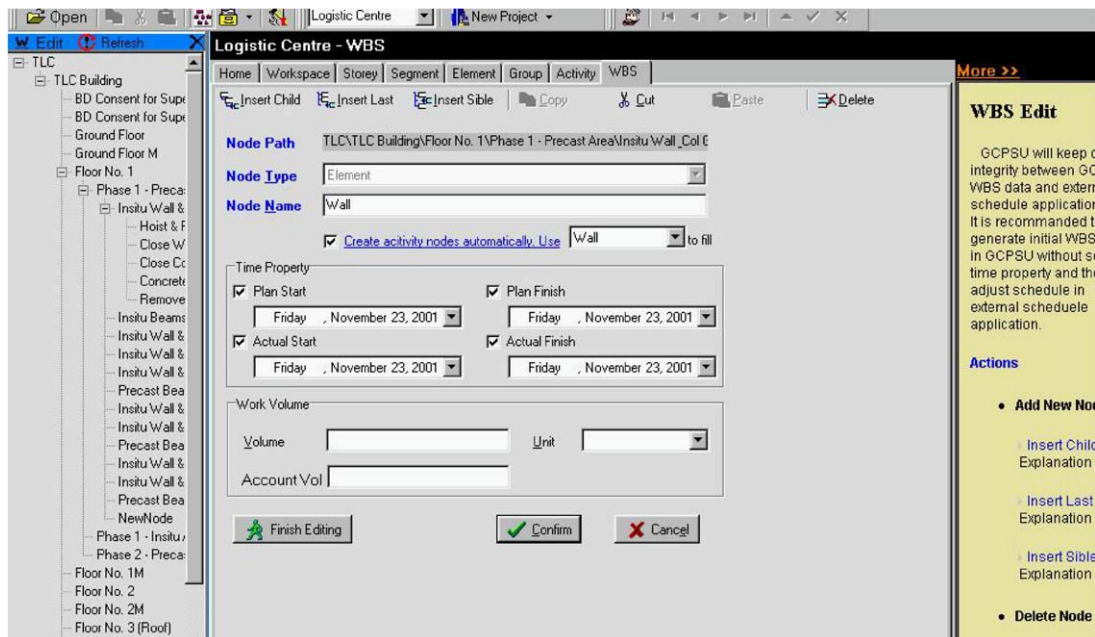 Open Logistic Centre New Project
W Edit Refresh
TLC
TLC Building
BD Consent for Supe
BD Consent for Supe
Ground Floor
Ground Floor M
Floor No. 1
Phase 1 - Preca
Insitu Wall &
Hoist & F
Close W
Close Co
Concrete
Remove
Insitu Beams
Insitu Wall &
Insitu Wall &
Insitu Wall &
Precast Bea
Insitu Wall &
Insitu Wall &
Precast Bea
Insitu Wall &
Insitu Wall &
Precast Bea
NewNode
Phase 1 - Insitu
Phase 2 - Preca
Floor No. 1M
Floor No. 2
Floor No. 2M
Floor No. 3 (Roof)
Logistic Centre - WBS
Home Workspace Storey Segment Element Group Activity WBS
Insert Child Insert Last Insert Sible Copy Cut Paste Delete
Node Path TLC\TLC Building\Floor No. 1\Phase 1 - Precast Area\Insitu Wall _Col
Node Type Element
Node Name Wall
Create acitivity nodes automatically. Use Wall to fill
Time Property
Plan Start Plan Finish
Friday , November 23, 2001 Friday , November 23, 2001
Actual Start Actual Finish
Friday , November 23, 2001 Friday , November 23, 2001
Work Volume
Volume Unit
Account Vol
Finish Editing Confirm Cancel
More >>
WBS Edit
GCPSU will keep
integrity between GC
WBS data and extern
schedule application
It is recommanded t
generate initial WBS
in GCPSU without se
time property and the
adjust schedule in
external scheduele
application.
Actions
Add New Nod
Insert Child
Explanation
Insert Last
Explanation
Insert Sible
Explanation
Delete Node